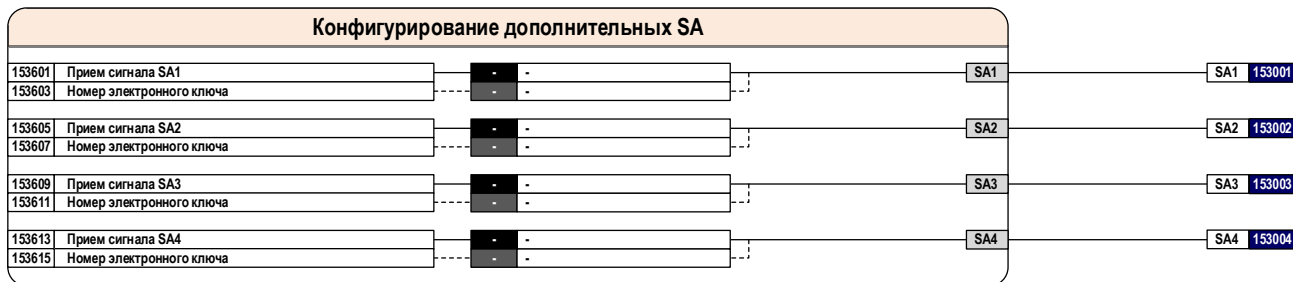 Конфигурирование дополнительных SA
153601 Прием сигнала SA1 - - SA1 SA1 153001
153603 Номер электронного ключа - -
153605 Прием сигнала SA2 - - SA2 SA2 153002
153607 Номер электронного ключа - -
153609 Прием сигнала SA3 - - SA3 SA3 153003
153611 Номер электронного ключа - -
153613 Прием сигнала SA4 - - SA4 SA4 153004
153615 Номер электронного ключа - -